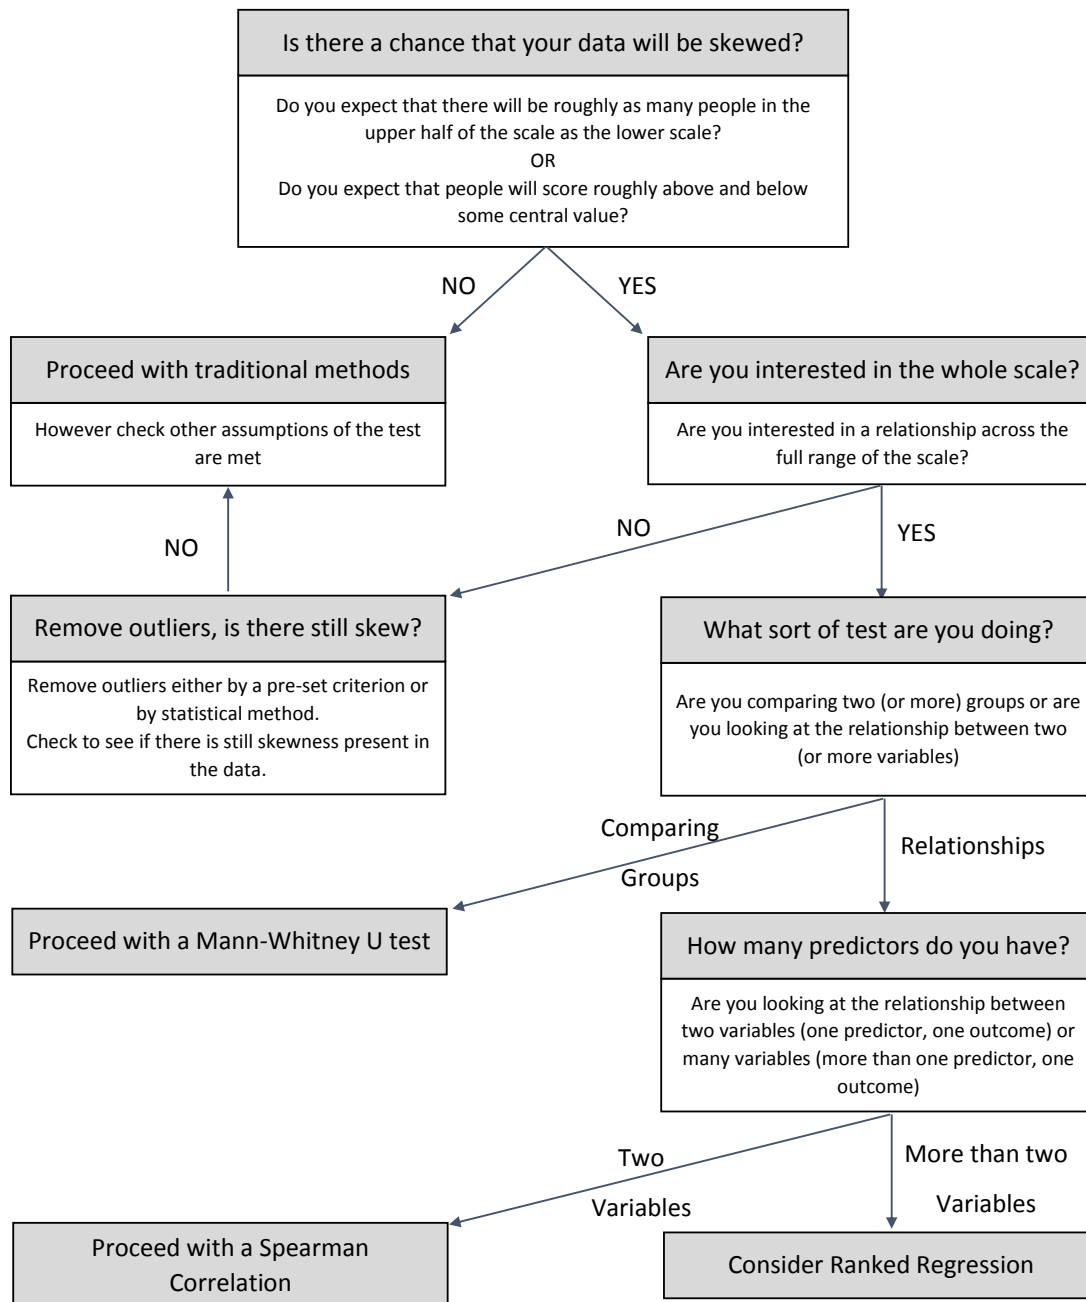 Is there a chance that your data will be skewed?
Do you expect that there will be roughly as many people in the
upper half of the scale as the lower scale?
OR
Do you expect that people will score roughly above and below
some central value?
NO
YES
Proceed with traditional methods
However check other assumptions of the test
are met
Are you interested in the whole scale?
Are you interested in a relationship across the
full range of the scale?
NO
NO
YES
Remove outliers, is there still skew?
Remove outliers either by a pre-set criterion or
by statistical method.
Check to see if there is still skewness present in
the data.
What sort of test are you doing?
Are you comparing two (or more) groups or are
you looking at the relationship between two
(or more variables)
Comparing
Groups
Relationships
Proceed with a Mann-Whitney U test
How many predictors do you have?
Are you looking at the relationship between
two variables (one predictor, one outcome) or
many variables (more than one predictor, one
outcome)
Two
Variables
More than two
Variables
Proceed with a Spearman
Correlation
Consider Ranked Regression